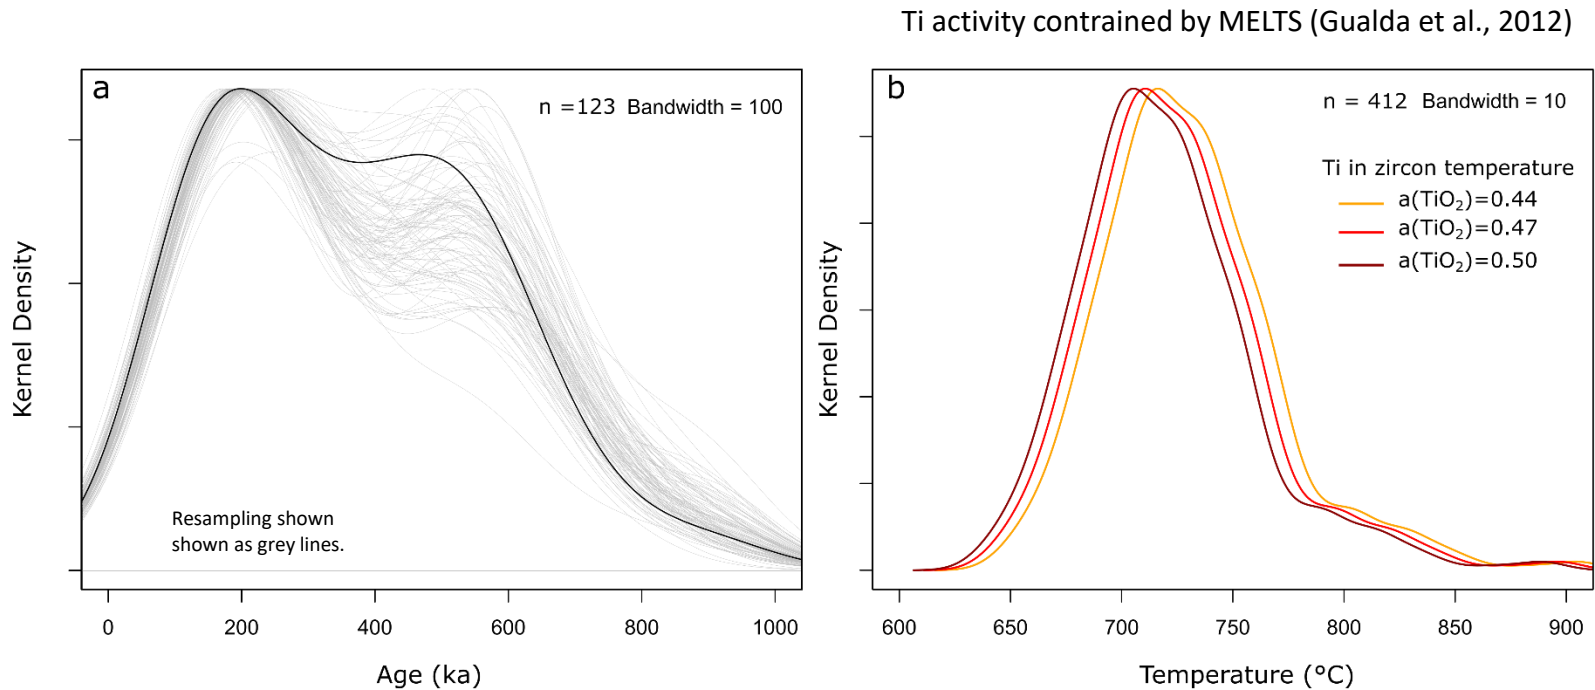 Ti activity contrained by MELTS (Gualda et al., 2012)
a
n =123 Bandwidth = 100
Kernel Density
Resampling shown
shown as grey lines.
0 200 400 600 800 1000
Age (ka)
b
n = 412 Bandwidth = 10
Ti in zircon temperature
a(TiO₂)=0.44
a(TiO₂)=0.47
a(TiO₂)=0.50
Kernel Density
600 650 700 750 800 850 900
Temperature (°C)